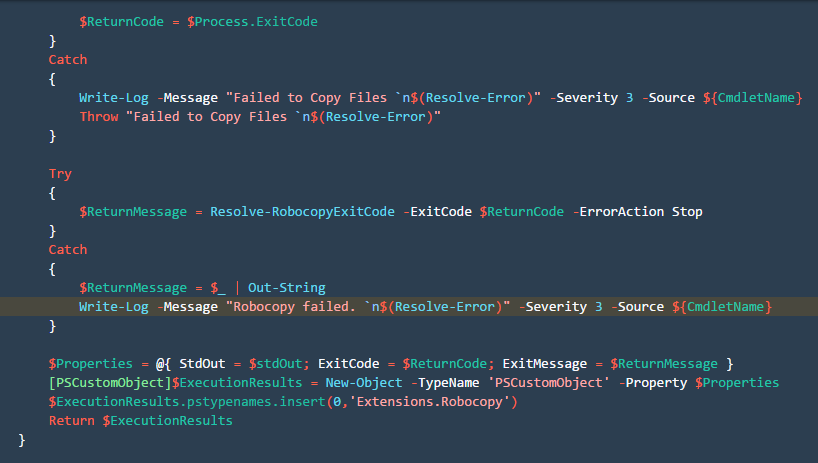 $ReturnCode = $Process.ExitCode
}
Catch
{
Write-Log -Message "Failed to Copy Files `n$(Resolve-Error)" -Severity 3 -Source ${CmdletName}
Throw "Failed to Copy Files `n$(Resolve-Error)"
}
Try
{
$ReturnMessage = Resolve-RobocopyExitCode -ExitCode $ReturnCode -ErrorAction Stop
}
Catch
{
$ReturnMessage = $_ | Out-String
Write-Log -Message "Robocopy failed. `n$(Resolve-Error)" -Severity 3 -Source ${CmdletName}
}
$Properties = @{ StdOut = $stdOut; ExitCode = $ReturnCode; ExitMessage = $ReturnMessage }
[PSCustomObject]$ExecutionResults = New-Object -TypeName 'PSCustomObject' -Property $Properties
$ExecutionResults.pstypenames.insert(0,'Extensions.Robocopy')
Return $ExecutionResults
}